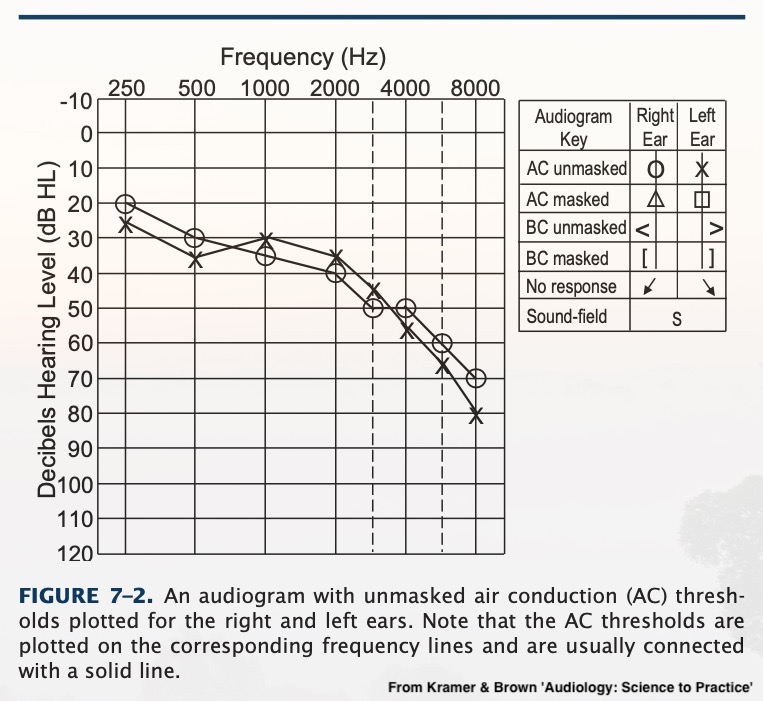 Frequency (Hz)
250 500 1000 2000 4000 8000
Decibels Hearing Level (dB HL)
-10
0
10
20
30
40
50
60
70
80
90
100
110
120
Audiogram Key Right Ear Left Ear
AC unmasked O X
AC masked △ □
BC unmasked < >
BC masked [ ]
No response ↙ ↘
Sound-field S
FIGURE 7–2. An audiogram with unmasked air conduction (AC) thresh-
olds plotted for the right and left ears. Note that the AC thresholds are
plotted on the corresponding frequency lines and are usually connected
with a solid line.
From Kramer & Brown 'Audiology: Science to Practice'